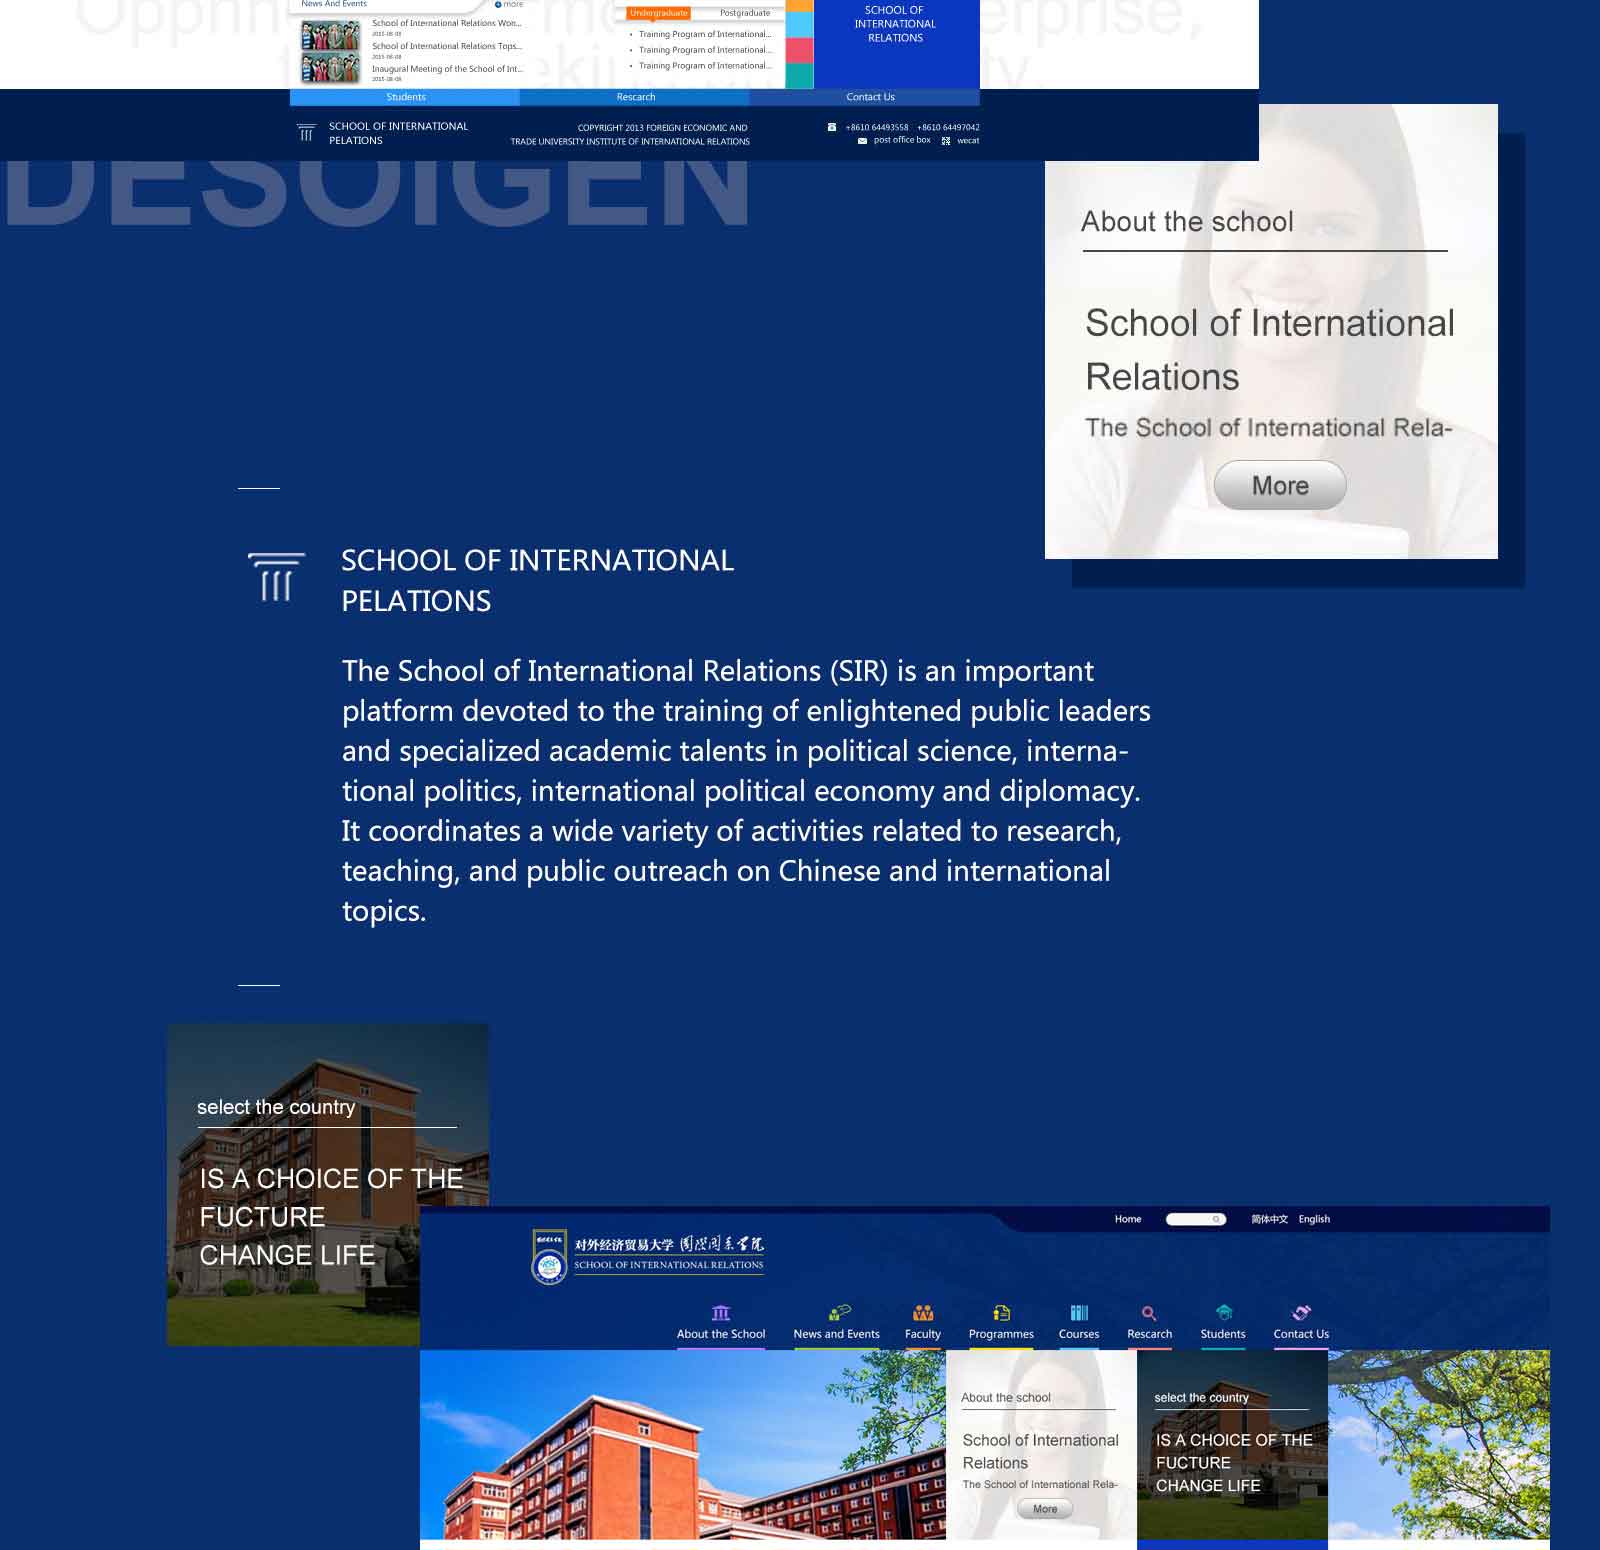 News And Events
more
School of International Relations Won...
2015-08-08
School of International Relations Tops...
2015-08-08
Inaugural Meeting of the School of Int...
2015-08-08
Undergraduate
Postgraduate
Training Program of International...
Training Program of International...
Training Program of International...
SCHOOL OF
INTERNATIONAL
RELATIONS
Students
Rescarch
Contact Us
SCHOOL OF INTERNATIONAL
PELATIONS
COPYRIGHT 2013 FOREIGN ECONOMIC AND
TRADE UNIVERSITY INSTITUTE OF INTERNATIONAL RELATIONS
+8610 64493558 +8610 64497042
post office box wecat
DESOIGEN
About the school
School of International
Relations
The School of International Rela-
More
SCHOOL OF INTERNATIONAL
PELATIONS
The School of International Relations (SIR) is an important
platform devoted to the training of enlightened public leaders
and specialized academic talents in political science, interna-
tional politics, international political economy and diplomacy.
It coordinates a wide variety of activities related to research,
teaching, and public outreach on Chinese and international
topics.
select the country
IS A CHOICE OF THE
FUCTURE
CHANGE LIFE
Home
简体中文 English
对外经济贸易大学 国际关系学院
SCHOOL OF INTERNATIONAL RELATIONS
About the School
News and Events
Faculty
Programmes
Courses
Rescarch
Students
Contact Us
About the school
School of International
Relations
The School of International Rela-
More
select the country
IS A CHOICE OF THE
FUCTURE
CHANGE LIFE